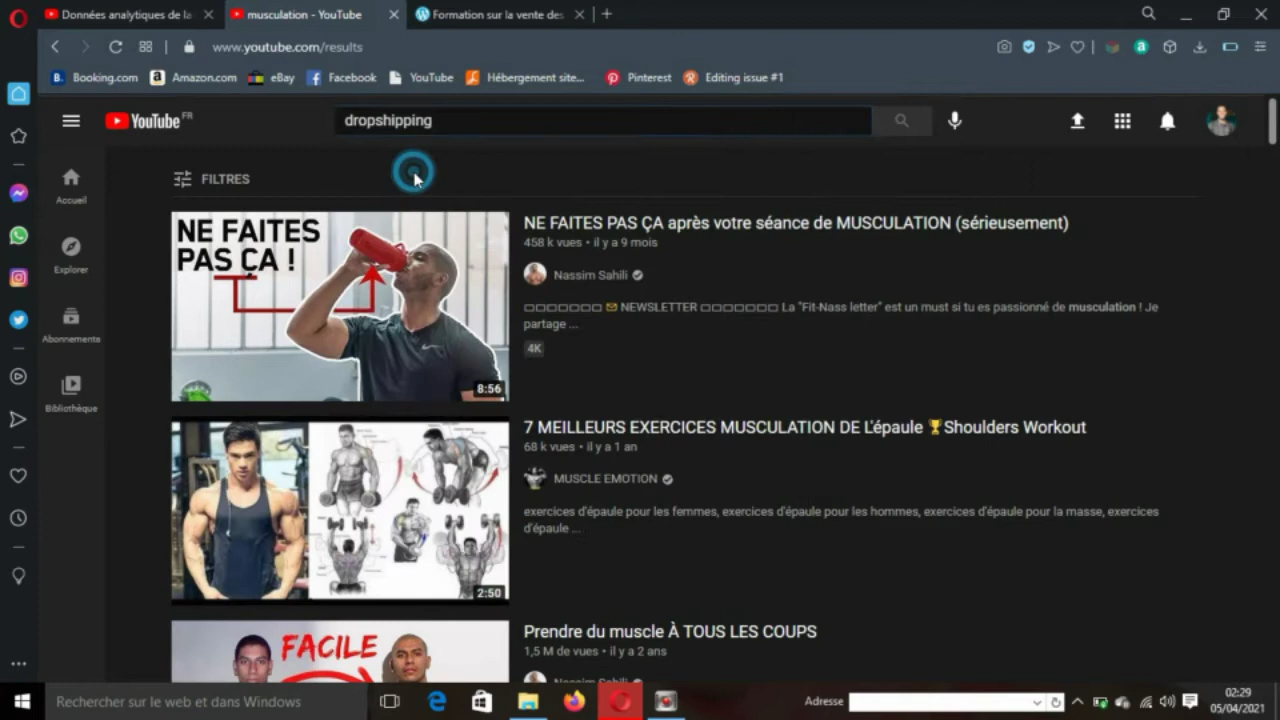 Données analytiques de la
musculation - YouTube
Formation sur la vente des
www.youtube.com/results
Booking.com
Amazon.com
eBay
Facebook
YouTube
Hébergement site...
Pinterest
Editing issue #1
YouTube FR
dropshipping
Accueil
Explorer
Abonnements
Bibliothèque
FILTRES
NE FAITES
PAS ÇA !
8:56
NE FAITES PAS ÇA après votre séance de MUSCULATION (sérieusement)
458 k vues • il y a 9 mois
Nassim Sahili
NEWSLETTER La "Fit-Nass letter" est un must si tu es passionné de musculation ! Je
partage ...
4K
2:50
7 MEILLEURS EXERCICES MUSCULATION DE L'épaule 🏆Shoulders Workout
68 k vues • il y a 1 an
MUSCLE EMOTION
exercices d'épaule pour les femmes, exercices d'épaule pour les hommes, exercices d'épaule pour la masse, exercices
d'épaule ...
FACILE
Prendre du muscle À TOUS LES COUPS
1,5 M de vues • il y a 2 ans
Nassim Sahili
Rechercher sur le web et dans Windows
Adresse
02:29
05/04/2021